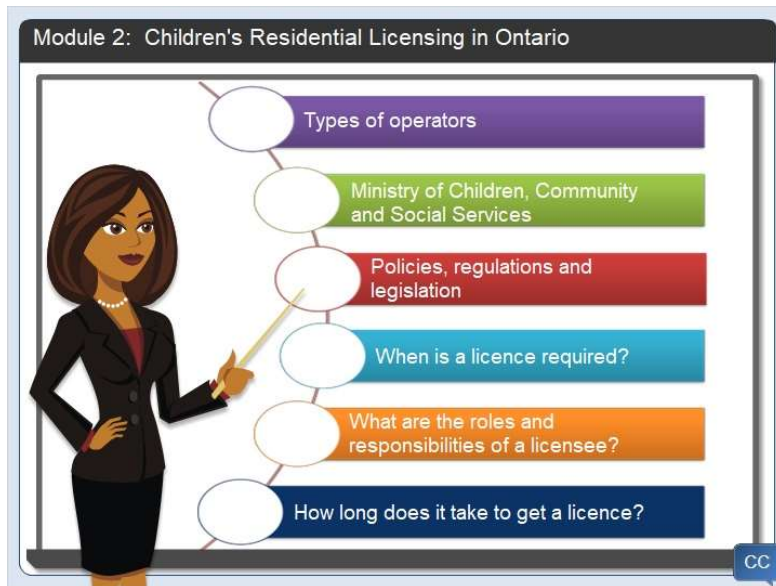 Module 2: Children's Residential Licensing in Ontario
Types of operators
Ministry of Children, Community
and Social Services
Policies, regulations and
legislation
When is a licence required?
What are the roles and
responsibilities of a licensee?
How long does it take to get a licence?
CC